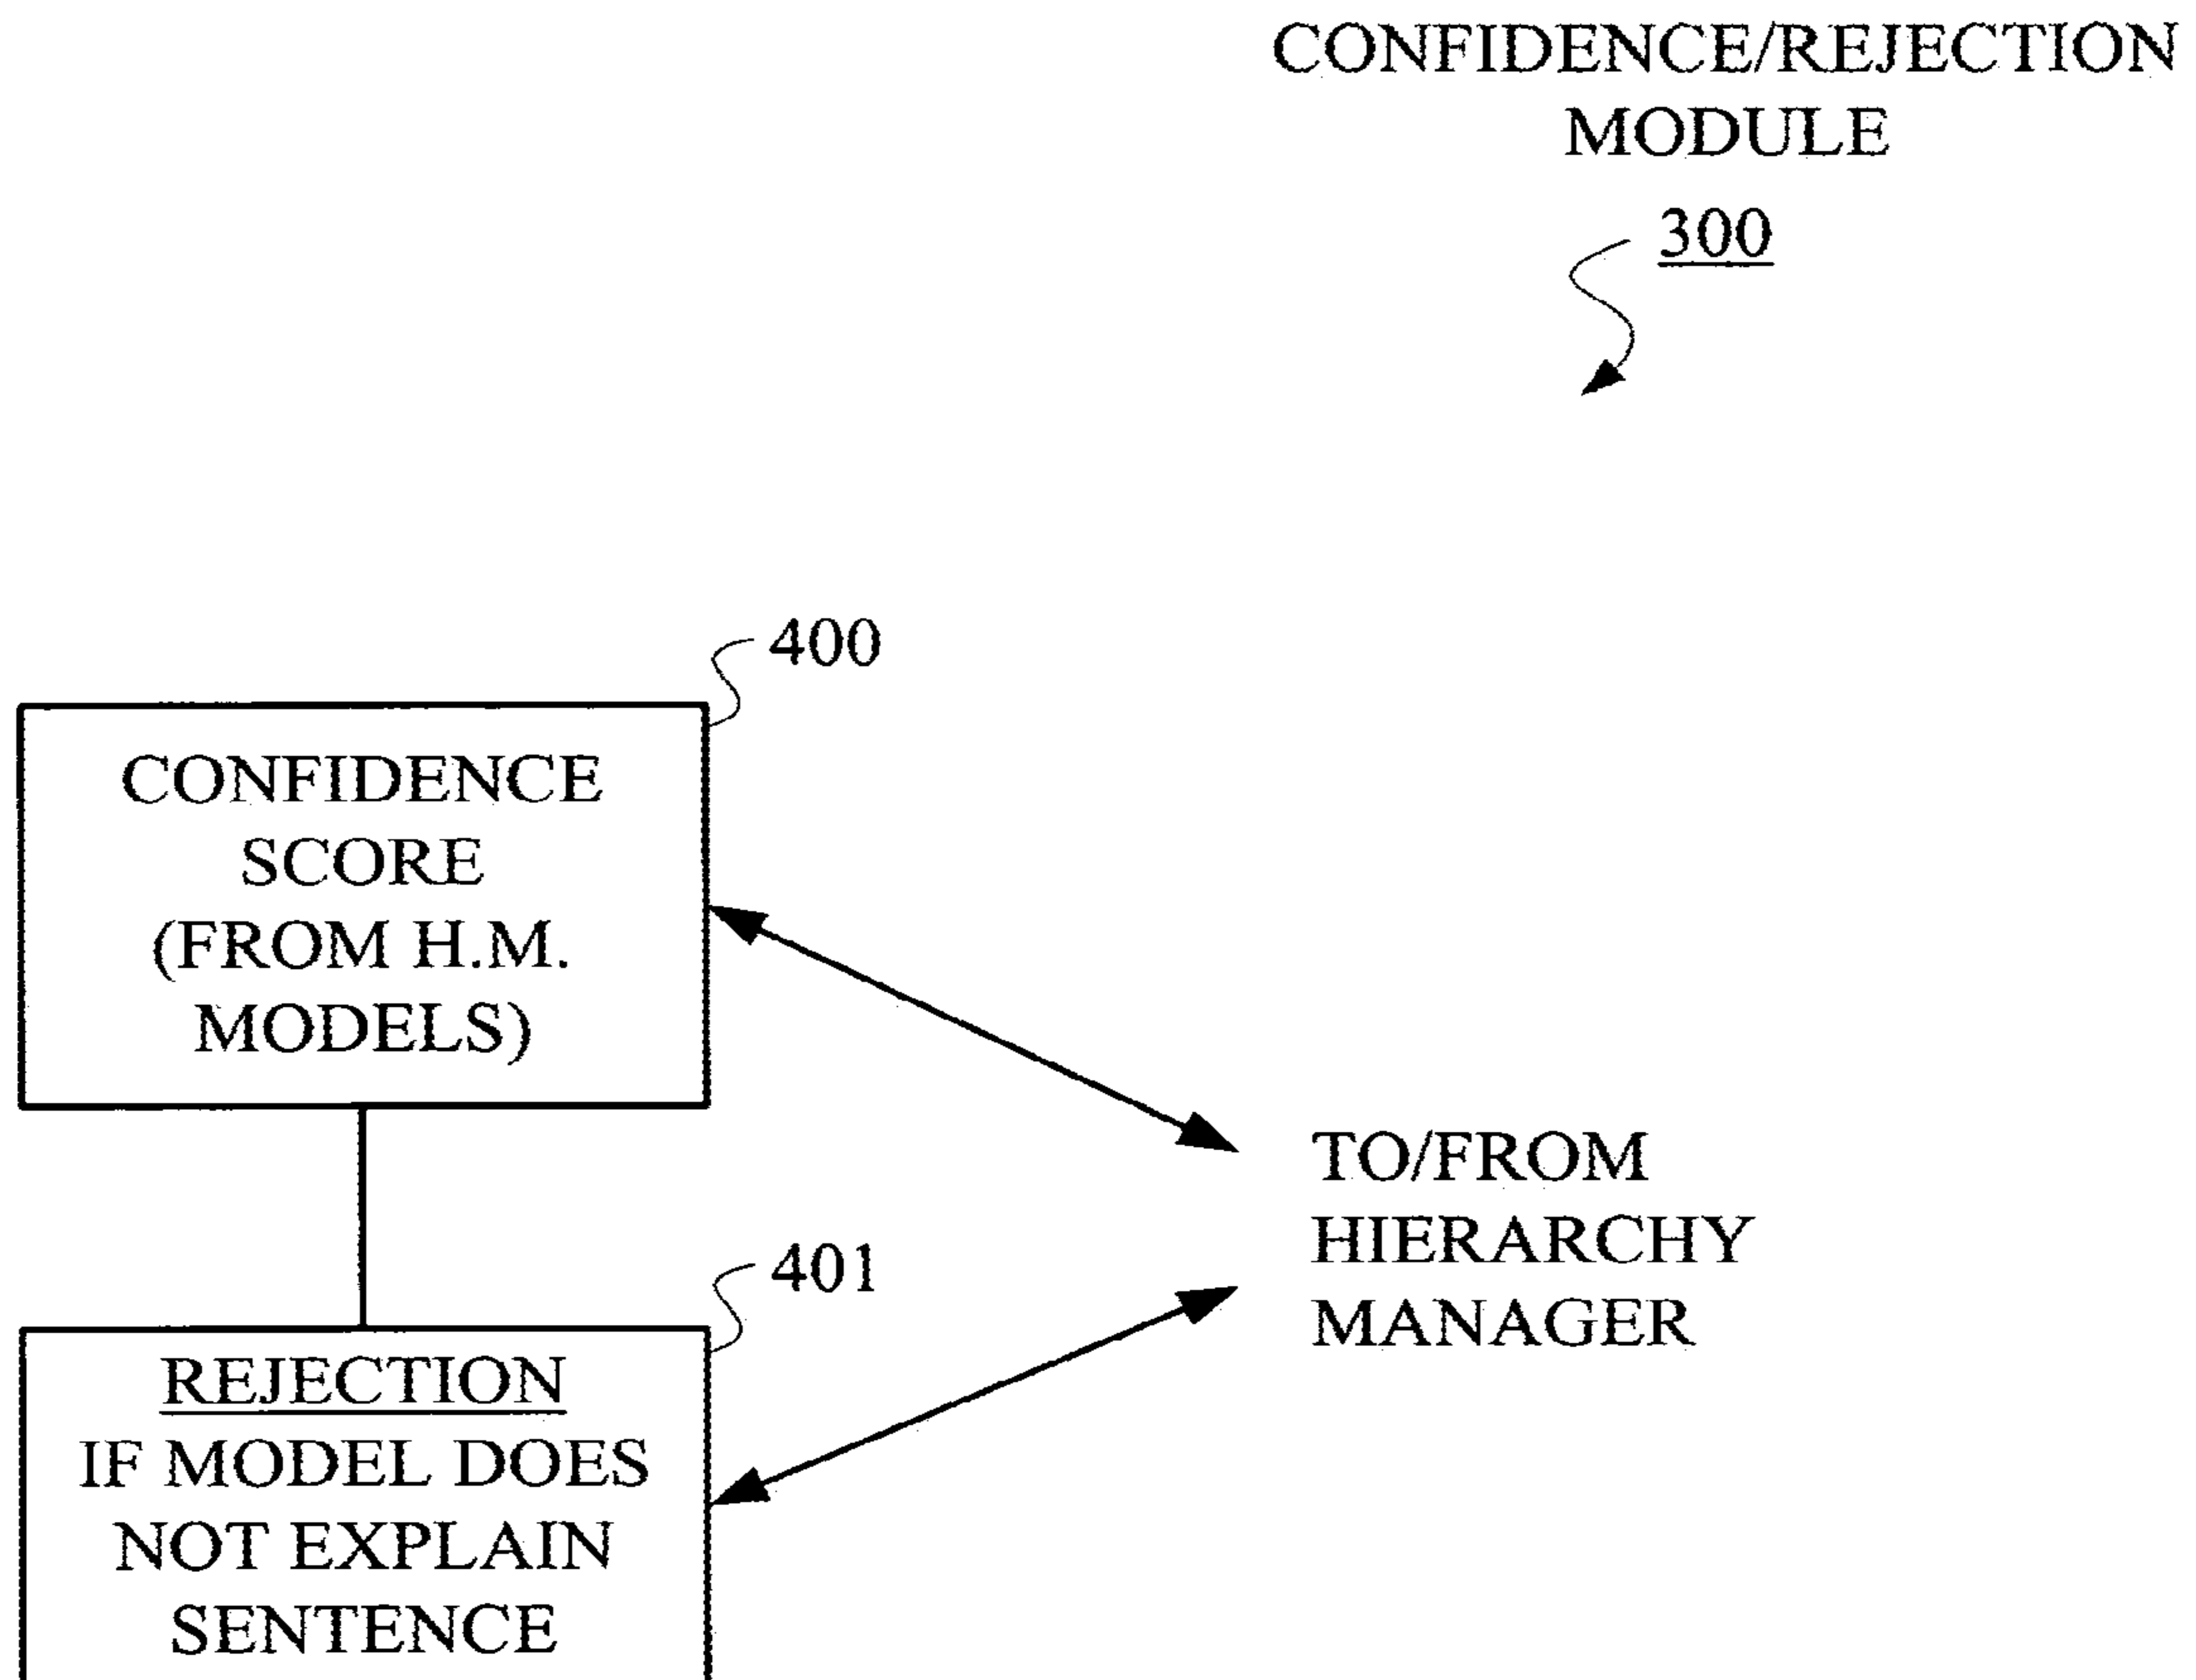 CONFIDENCE/REJECTION
MODULE
300
400
CONFIDENCE
SCORE
(FROM H.M.
MODELS)
TO/FROM
HIERARCHY
MANAGER
401
REJECTION
IF MODEL DOES
NOT EXPLAIN
SENTENCE